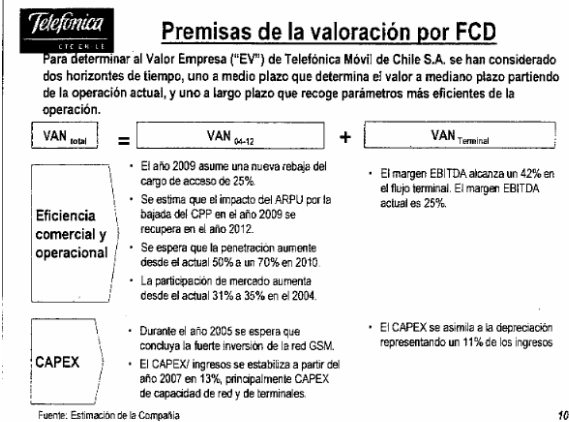 Telefónica
CTC CHILE
Premisas de la valoración por FCD
Para determinar al Valor Empresa ("EV") de Telefónica Móvil de Chile S.A. se han considerado
dos horizontes de tiempo, uno a medio plazo que determina el valor a mediano plazo partiendo
de la operación actual, y uno a largo plazo que recoge parámetros más eficientes de la
operación.
VAN total = VAN 04-12 + VAN Terminal
Eficiencia
comercial y
operacional
• El año 2009 asume una nueva rebaja del
cargo de acceso de 25%.
• Se estima que el impacto del ARPU por la
bajada del CPP en el año 2009 se
recupera en el año 2012.
• Se espera que la penetración aumente
desde el actual 50% a un 70% en 2010.
• La participación de mercado aumenta
desde el actual 31% a 35% en el 2004.
• El margen EBITDA alcanza un 42% en
el flujo terminal. El margen EBITDA
actual es 25%.
CAPEX
• Durante el año 2005 se espera que
concluya la fuerte inversión de la red GSM.
• El CAPEX/ ingresos se estabiliza a partir del
año 2007 en 13%, principalmente CAPEX
de capacidad de red y de terminales.
• El CAPEX se asimila a la depreciación
representando un 11% de los ingresos
Fuente: Estimación de la Compañía
10